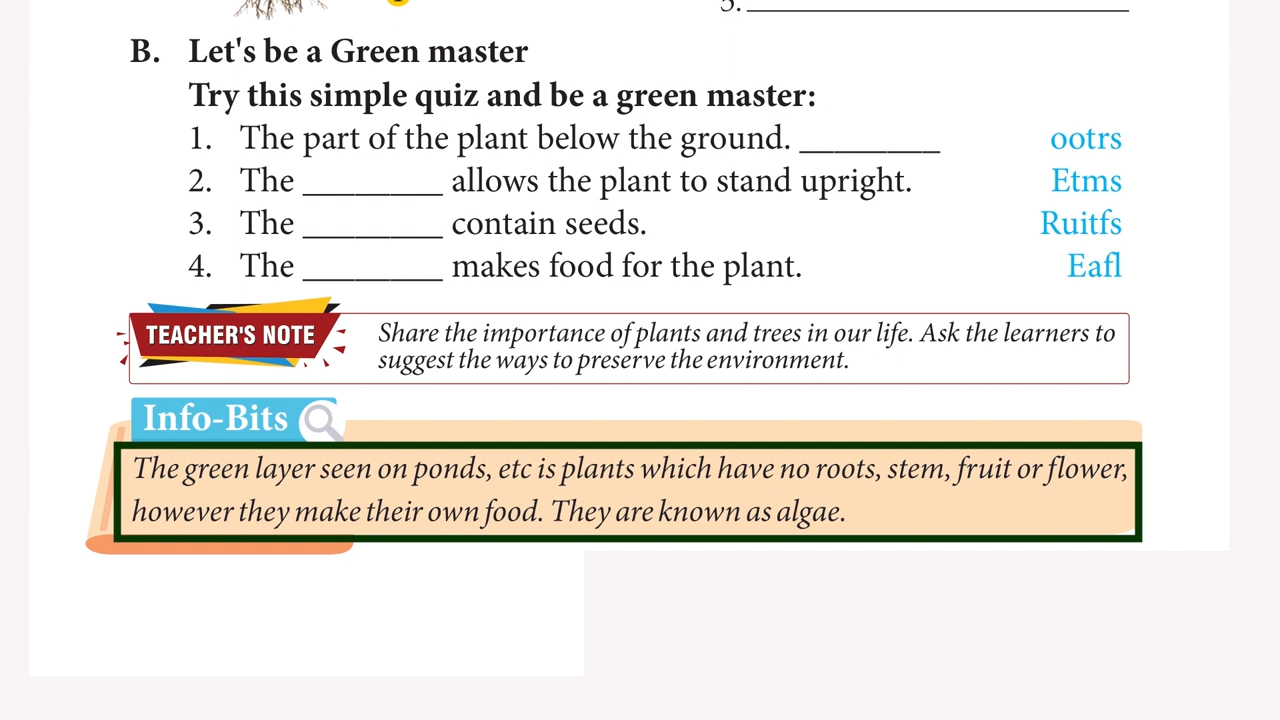 5.
B. Let's be a Green master
Try this simple quiz and be a green master:
1. The part of the plant below the ground. ________ ootrs
2. The ________ allows the plant to stand upright. Etms
3. The ________ contain seeds. Ruitfs
4. The ________ makes food for the plant. Eafl
TEACHER'S NOTE
Share the importance of plants and trees in our life. Ask the learners to
suggest the ways to preserve the environment.
Info-Bits
The green layer seen on ponds, etc is plants which have no roots, stem, fruit or flower,
however they make their own food. They are known as algae.